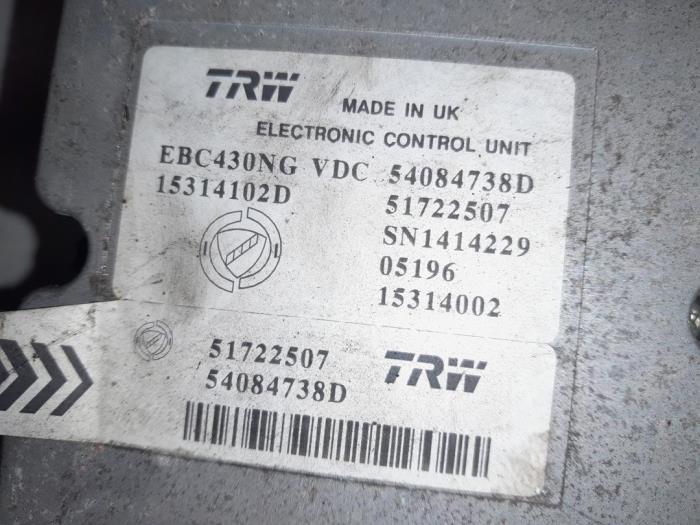 TRW MADE IN UK
ELECTRONIC CONTROL UNIT
EBC430NG VDC 54084738D
15314102D 51722507
SN1414229
05196
15314002
51722507 TRW
54084738D